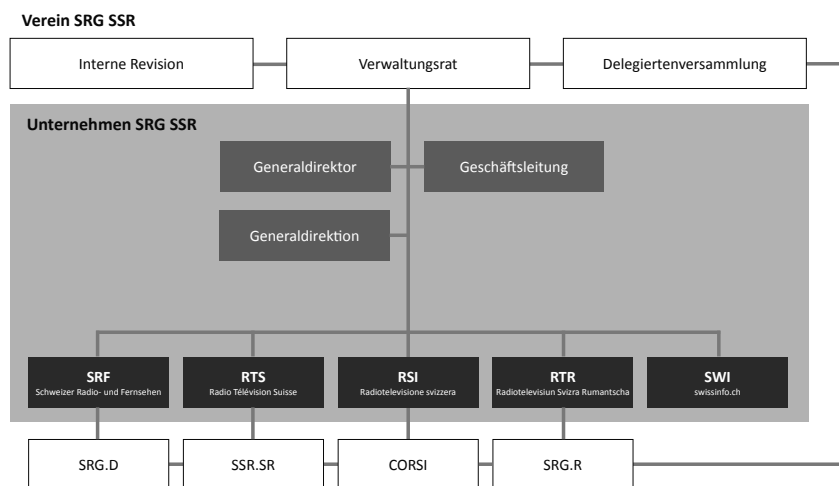 Verein SRG SSR
Interne Revision
Verwaltungsrat
Delegiertenversammlung
Unternehmen SRG SSR
Generaldirektor
Geschäftsleitung
Generaldirektion
SRF
Schweizer Radio- und Fernsehen
RTS
Radio Télévision Suisse
RSI
Radiotelevisione svizzera
RTR
Radiotelevisiun Svizra Rumantscha
SWI
swissinfo.ch
SRG.D
SSR.SR
CORSI
SRG.R